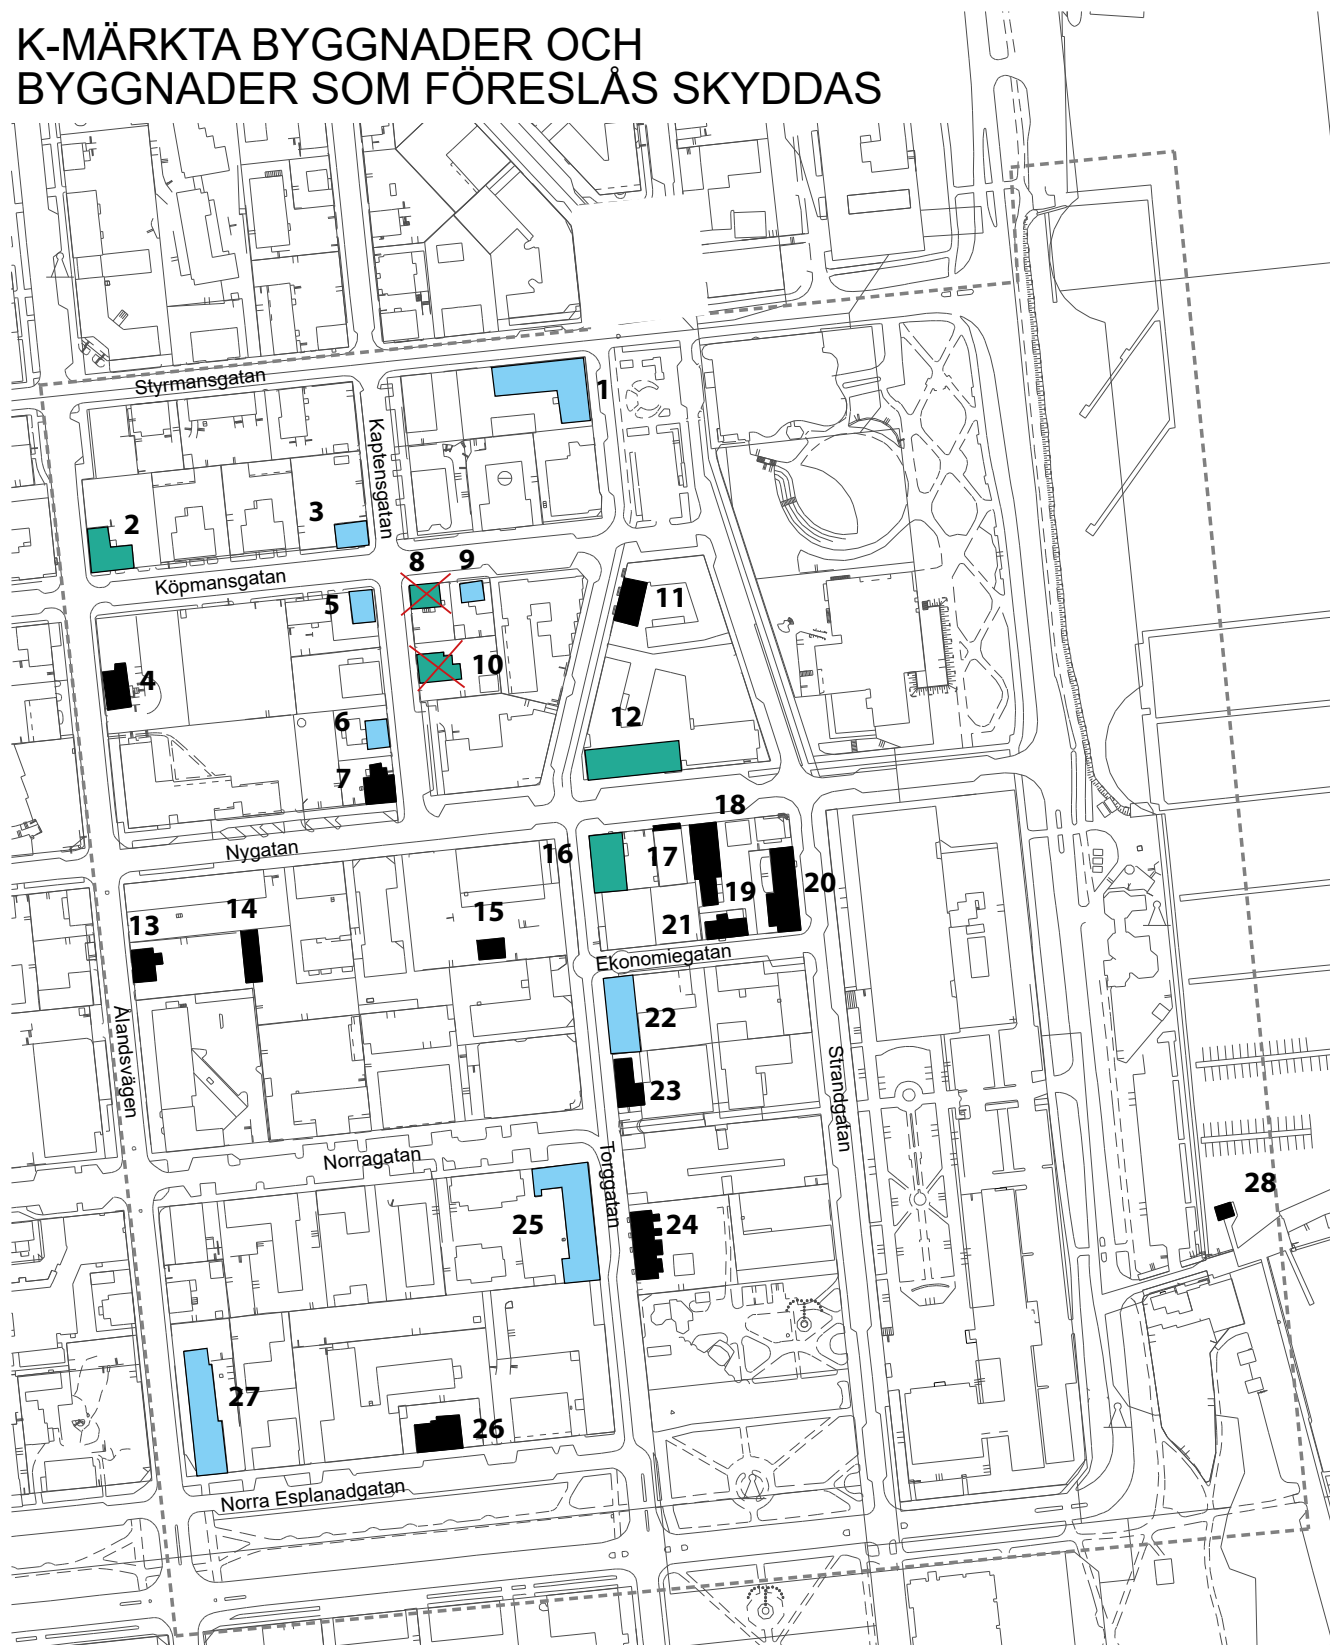 K-MÄRKTA BYGGNADER OCH
BYGGNADER SOM FÖRESLÅS SKYDDAS
Styrmansgatan
1
Kaptensgatan
2
3
Köpmansgatan
8
9
5
11
4
10
6
12
7
18
Nygatan
16
17
20
19
14
13
15
21
Ekonomiegatan
22
Ålandsvägen
Strandgatan
23
Norragatan
Torggatan
28
25
24
27
26
Norra Esplanadgatan